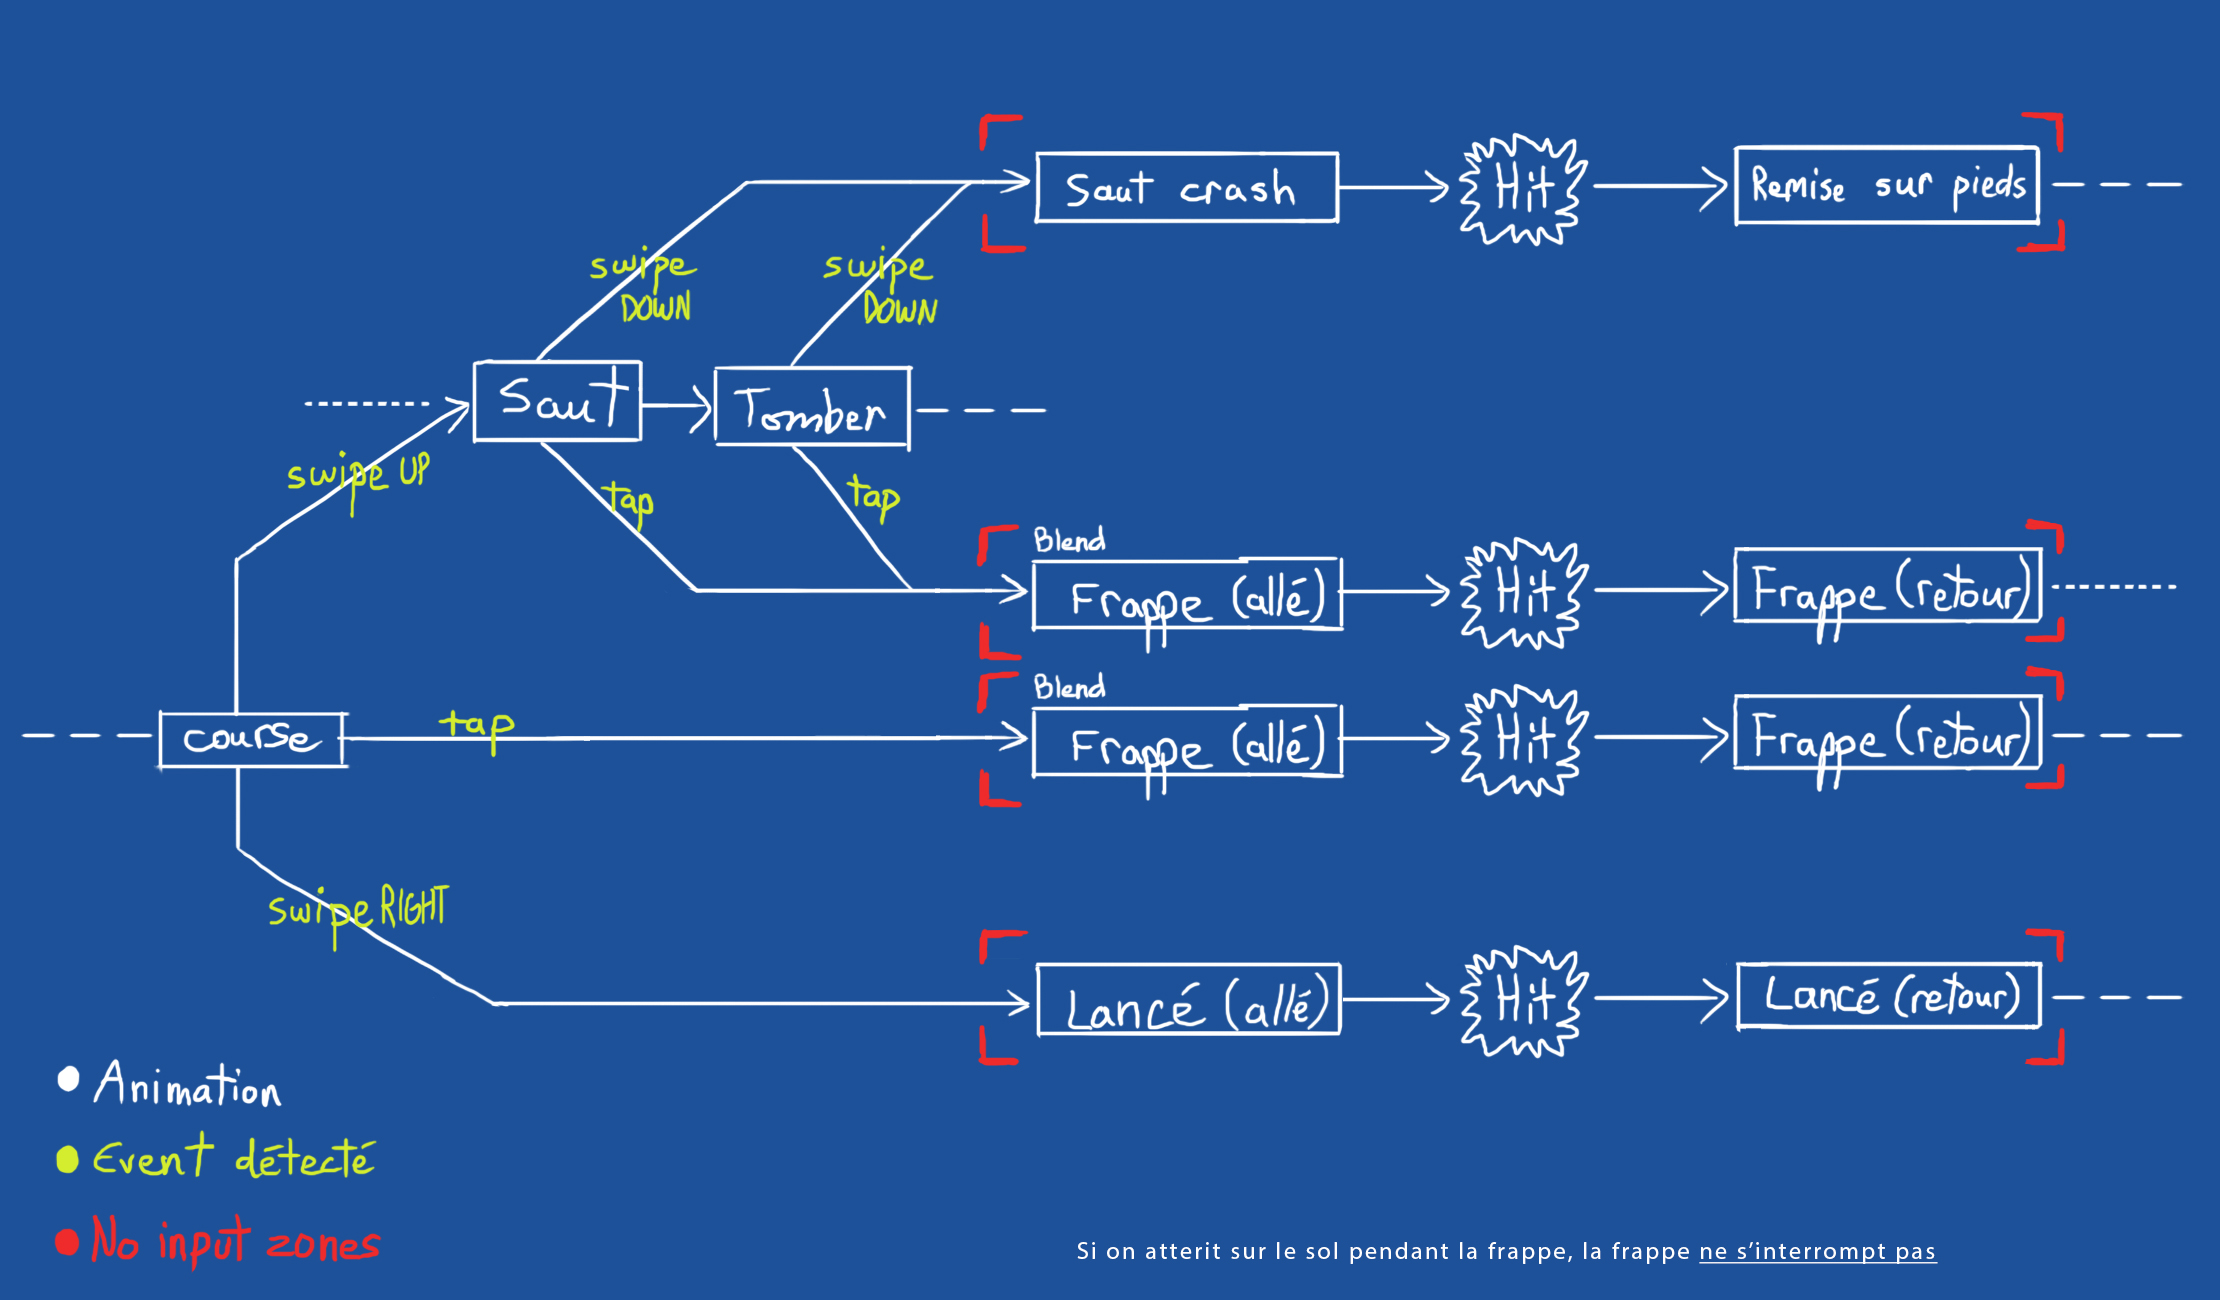 Saut crash
Hit
Remise sur pieds
swipe
DOWN
swipe
DOWN
Saut
Tomber
swipe UP
tap
tap
Blend
Frappe (allé)
Hit
Frappe (retour)
Blend
course
tap
Frappe (allé)
Hit
Frappe (retour)
swipe RIGHT
Lancé (allé)
Hit
Lancé (retour)
Animation
Event détecté
No input zones
Si on atterit sur le sol pendant la frappe, la frappe ne s'interrompt pas